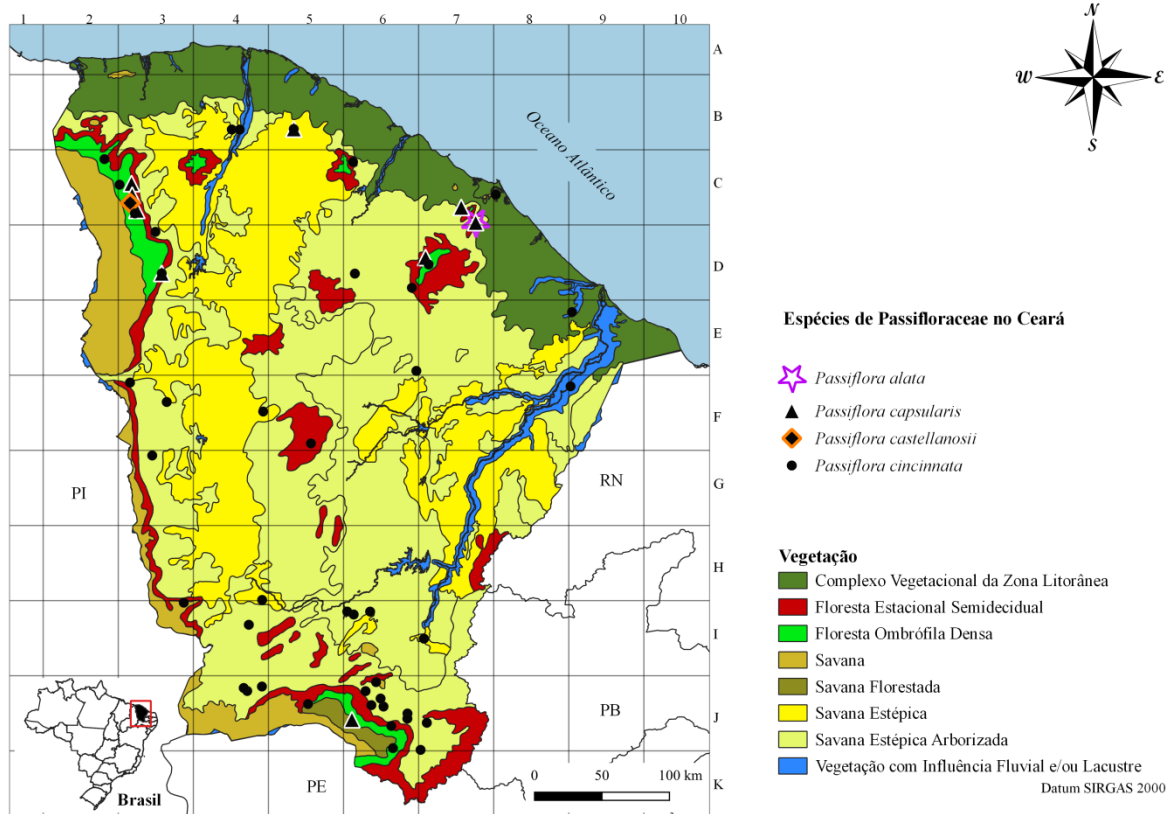 1 2 3 4 5 6 7 8 9 10
A
B
C
D
E
F
G
H
I
J
K
Oceano Atlântico
PI
RN
PB
PE
Brasil
0 50 100 km
N
W E
S
Espécies de Passifloraceae no Ceará
Passiflora alata
Passiflora capsularis
Passiflora castellanosii
Passiflora cincinnata
Vegetação
Complexo Vegetacional da Zona Litorânea
Floresta Estacional Semidecidual
Floresta Ombrófila Densa
Savana
Savana Florestada
Savana Estépica
Savana Estépica Arborizada
Vegetação com Influência Fluvial e/ou Lacustre
Datum SIRGAS 2000